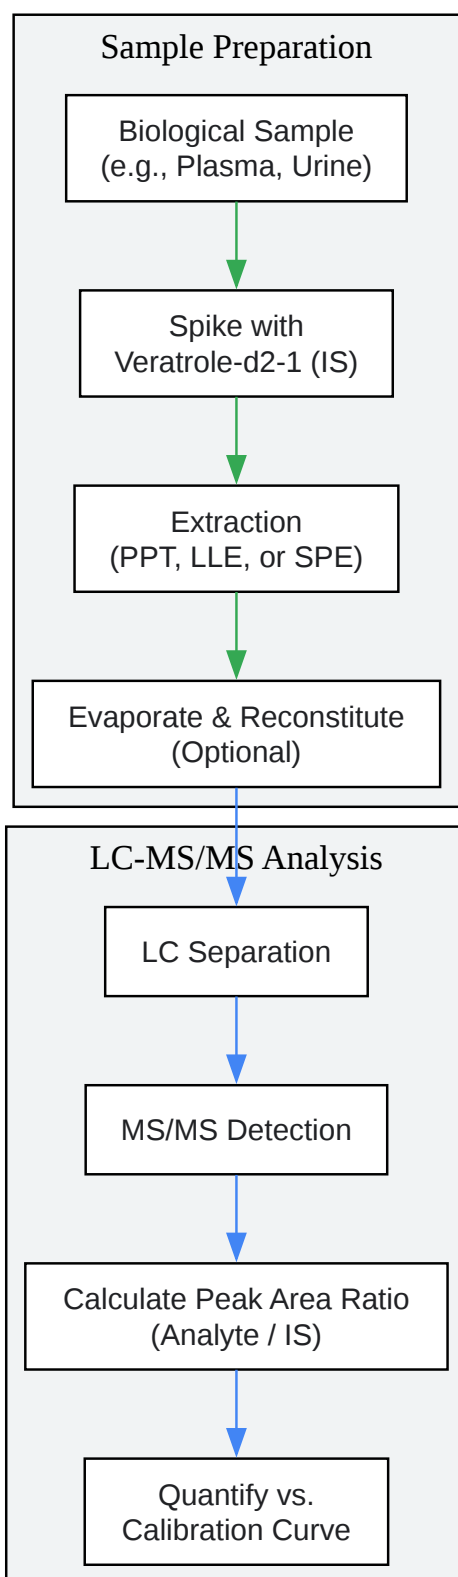 Sample Preparation
Biological Sample
(e.g., Plasma, Urine)
Spike with
Veratrole-d2-1 (IS)
Extraction
(PPT, LLE, or SPE)
Evaporate & Reconstitute
(Optional)
LC-MS/MS Analysis
LC Separation
MS/MS Detection
Calculate Peak Area Ratio
(Analyte / IS)
Quantify vs.
Calibration Curve